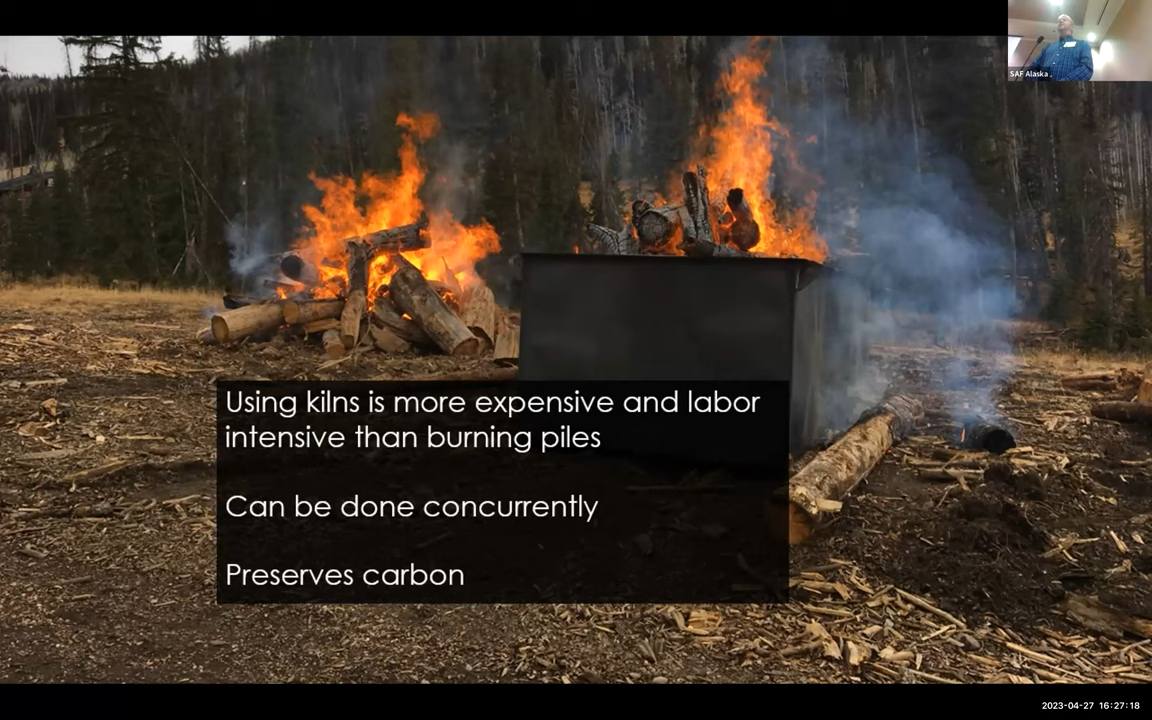 SAF Alaska
Using kilns is more expensive and labor
intensive than burning piles
Can be done concurrently
Preserves carbon
2023-04-27 16:27:18